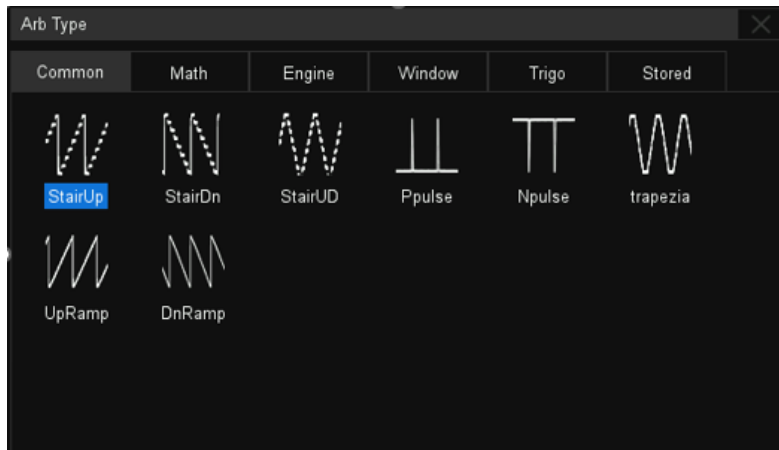 Arb Type
Common Math Engine Window Trigo Stored
StairUp StairDn StairUD Ppulse Npulse trapezia
UpRamp DnRamp